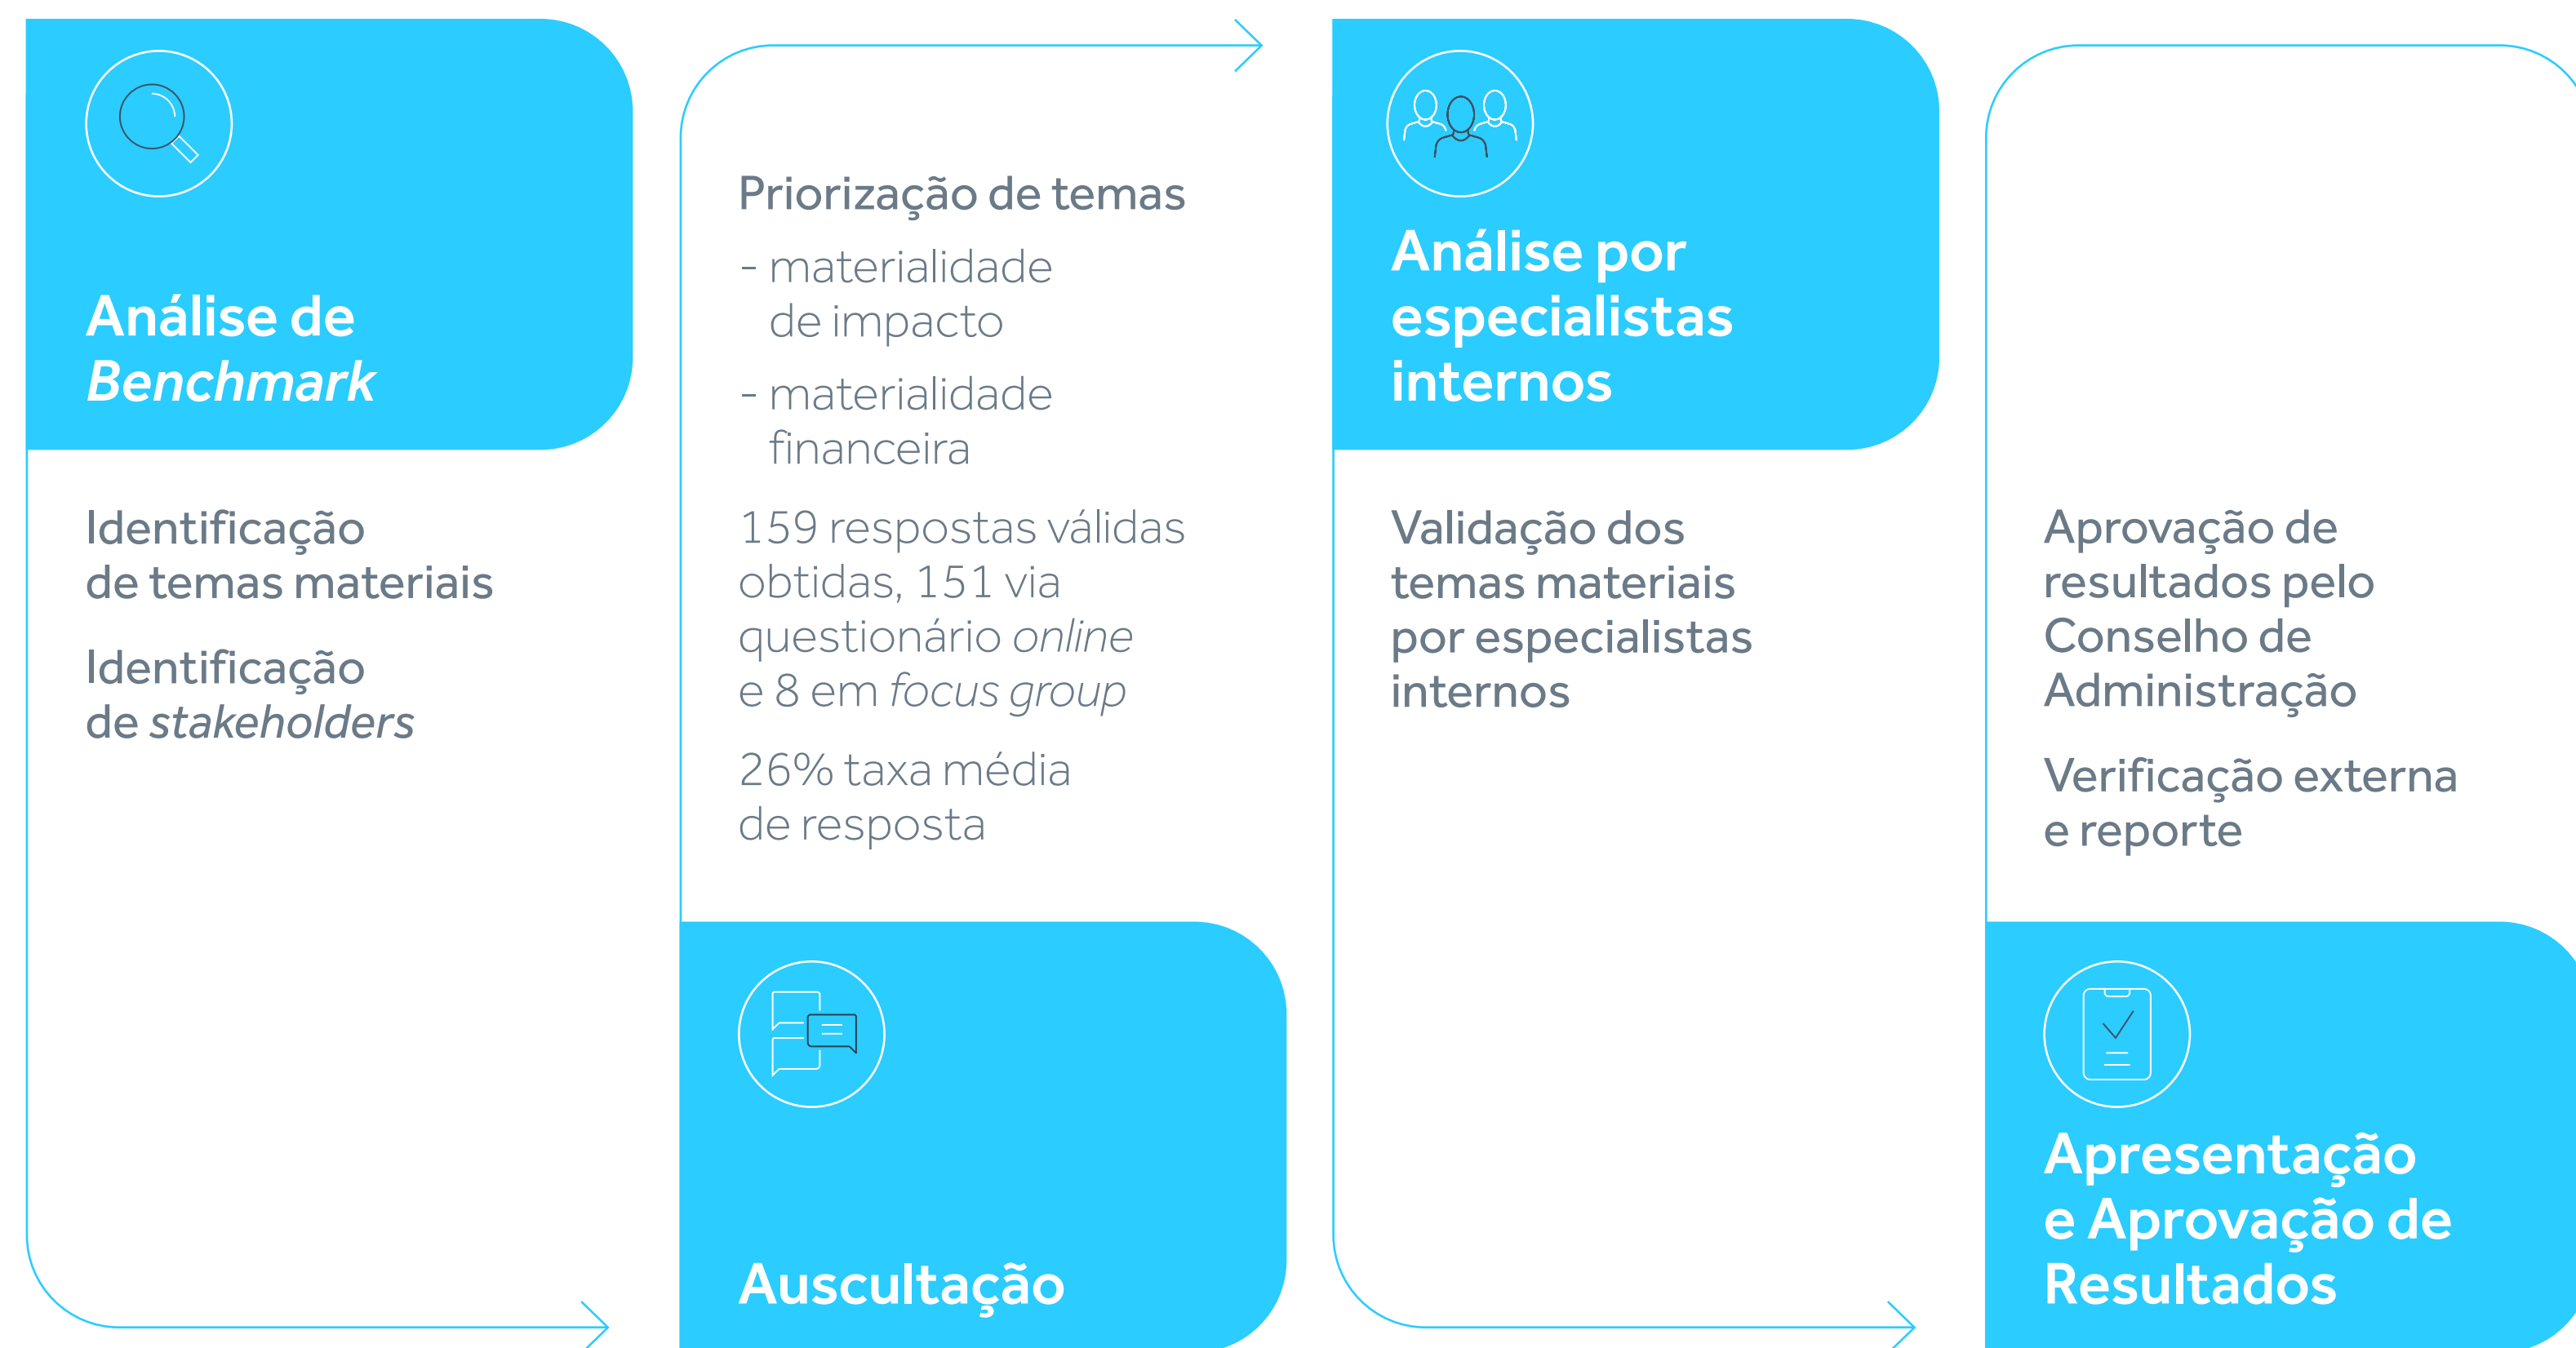 Análise de
Benchmark
Identificação
de temas materiais
Identificação
de stakeholders
Priorização de temas
- materialidade
de impacto
- materialidade
financeira
159 respostas válidas
obtidas, 151 via
questionário online
e 8 em focus group
26% taxa média
de resposta
Auscultação
Análise por
especialistas
internos
Validação dos
temas materiais
por especialistas
internos
Aprovação de
resultados pelo
Conselho de
Administração
Verificação externa
e reporte
Apresentação
e Aprovação de
Resultados